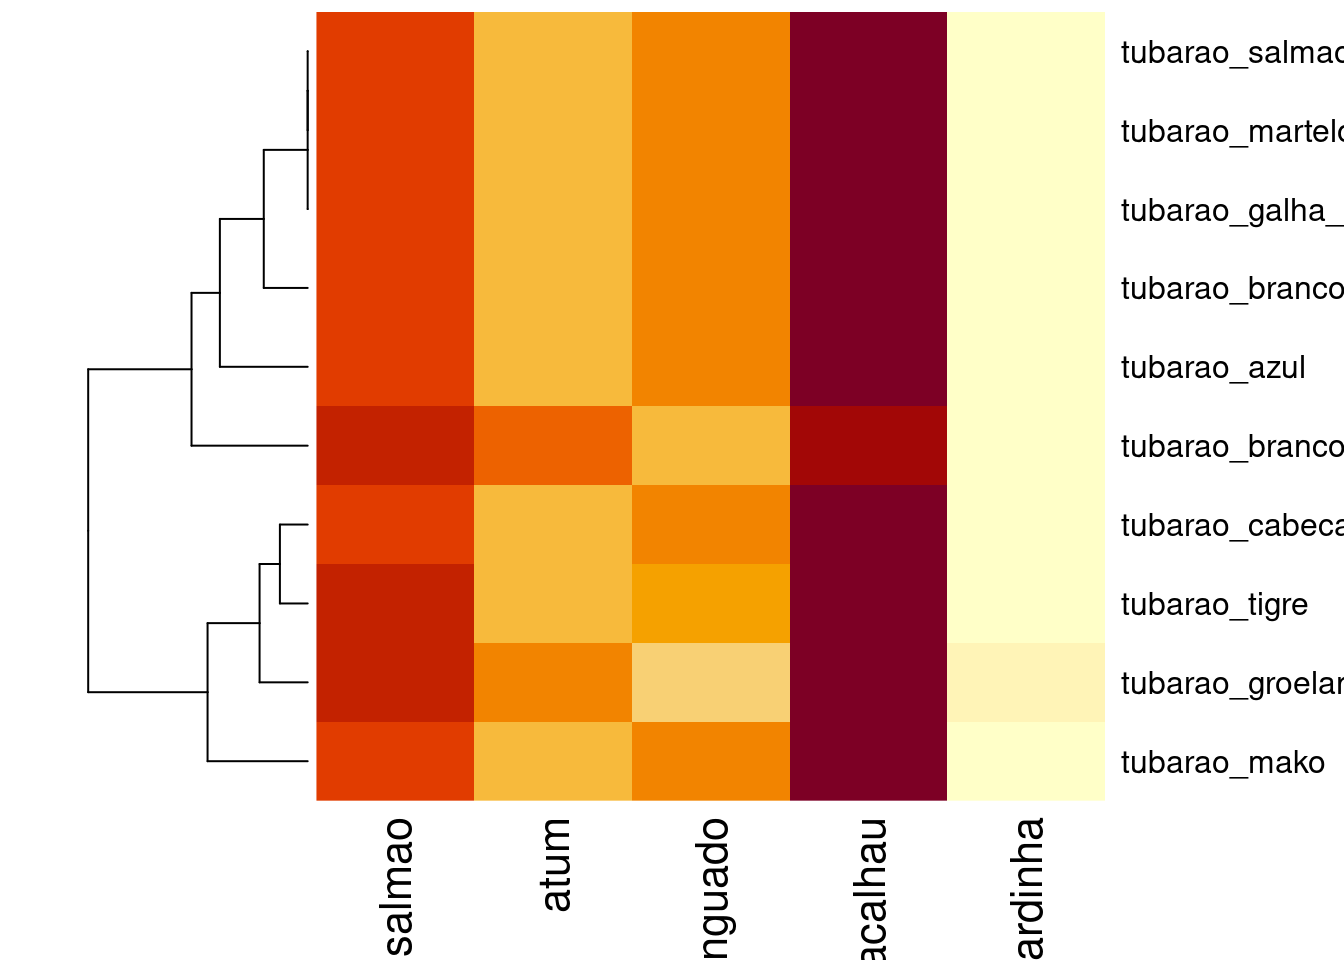 tubarao_salmao
tubarao_martelo
tubarao_galha_
tubarao_branco
tubarao_azul
tubarao_branco
tubarao_cabeca
tubarao_tigre
tubarao_groelan
tubarao_mako
salmao
atum
nguado
acalhau
ardinha